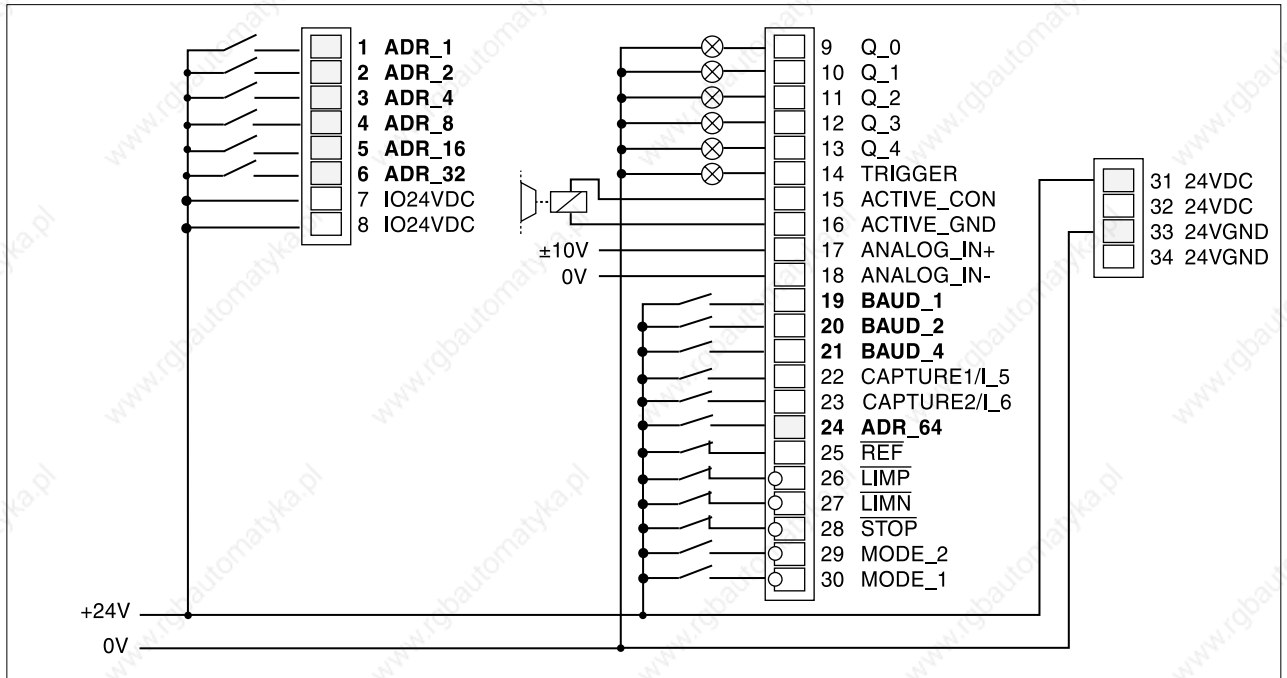 1 ADR_1
2 ADR_2
3 ADR_4
4 ADR_8
5 ADR_16
6 ADR_32
7 IO24VDC
8 IO24VDC
9 Q_0
10 Q_1
11 Q_2
12 Q_3
13 Q_4
14 TRIGGER
15 ACTIVE_CON
16 ACTIVE_GND
±10V 17 ANALOG_IN+
0V 18 ANALOG_IN-
19 BAUD_1
20 BAUD_2
21 BAUD_4
22 CAPTURE1/I_5
23 CAPTURE2/I_6
24 ADR_64
25 REF
26 LIMP
27 LIMN
28 STOP
29 MODE_2
30 MODE_1
31 24VDC
32 24VDC
33 24VGND
34 24VGND
+24V
0V
www.rgbautomatyka.pl